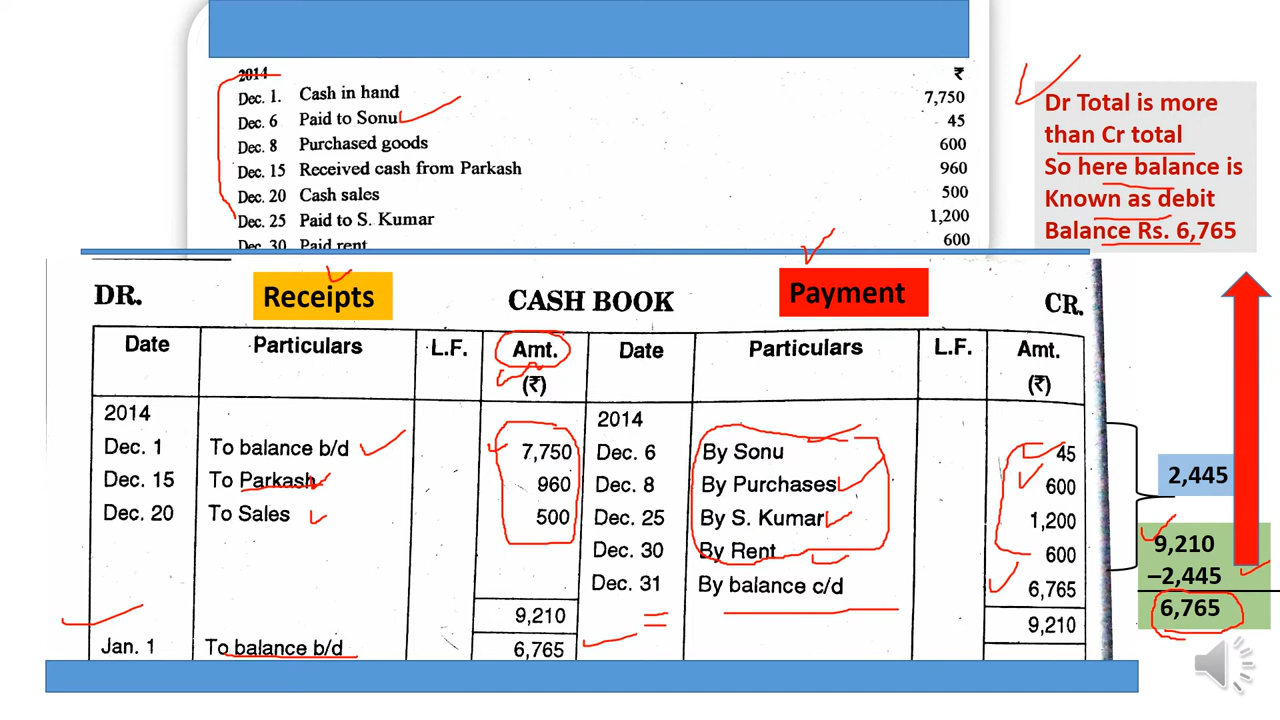 2014 ₹
Dec. 1. Cash in hand 7,750
Dec. 6 Paid to Sonu 45
Dec. 8 Purchased goods 600
Dec. 15 Received cash from Parkash 960
Dec. 20 Cash sales 500
Dec. 25 Paid to S. Kumar 1,200
Dec. 30 Paid rent 600
Dr Total is more
than Cr total
So here balance is
Known as debit
Balance Rs. 6,765
DR. Receipts CASH BOOK Payment CR.
Date Particulars L.F. Amt. Date Particulars L.F. Amt.
(₹) (₹)
2014 2014
Dec. 1 To balance b/d 7,750 Dec. 6 By Sonu 45
Dec. 15 To Parkash 960 Dec. 8 By Purchases 600
Dec. 20 To Sales 500 Dec. 25 By S. Kumar 1,200
Dec. 30 By Rent 600
Dec. 31 By balance c/d 6,765
9,210 9,210
Jan. 1 To balance b/d 6,765
2,445
9,210
–2,445
6,765